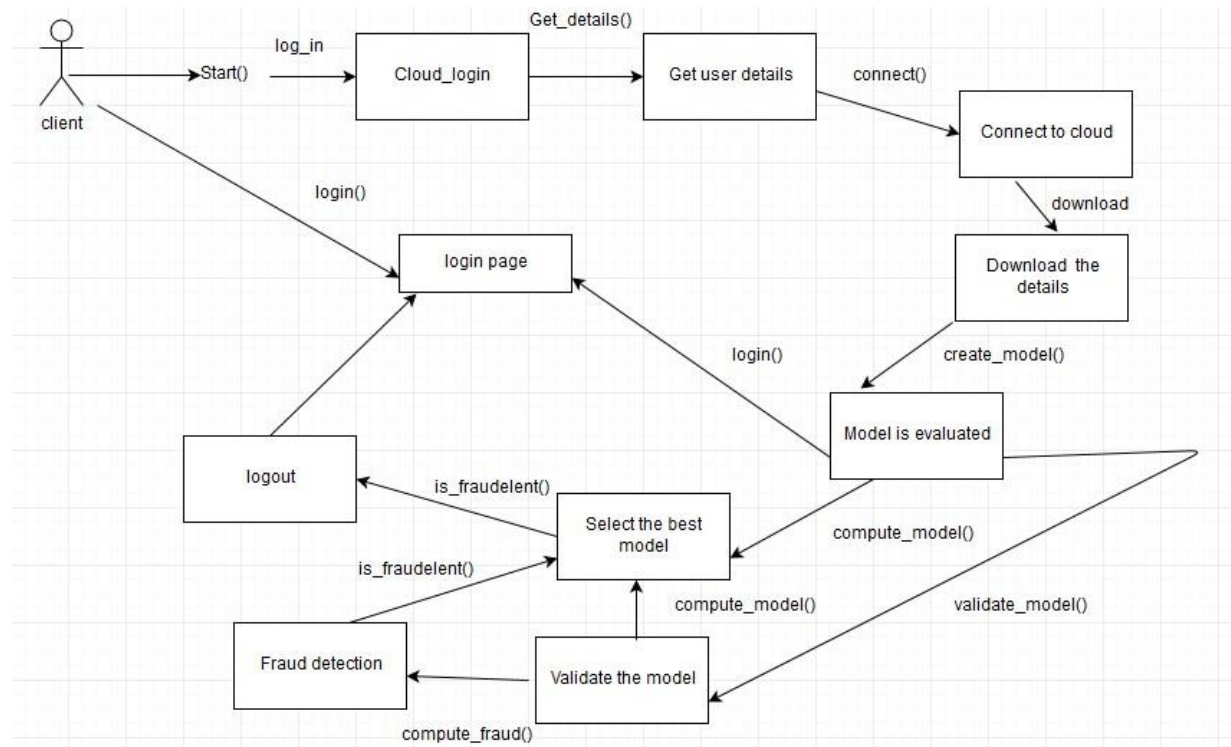 Get_details()
log_in
Start()
Cloud_login
Get user details
connect()
client
Connect to cloud
login()
download
login page
Download the
details
login()
create_model()
Model is evaluated
logout
is_fraudelent()
Select the best
model
compute_model()
is_fraudelent()
compute_model()
validate_model()
Fraud detection
Validate the model
compute_fraud()